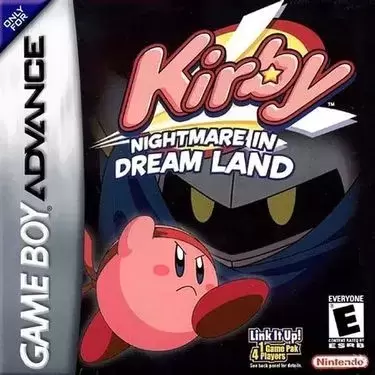 ONLY
FOR
GAME BOY ADVANCE
Kirby
TM
NIGHTMARE IN
DREAM LAND
Link It Up!
1 Game Pak
4 Players
See back panel for details.
EVERYONE
E
CONTENT RATED BY
ESRB
Nintendo